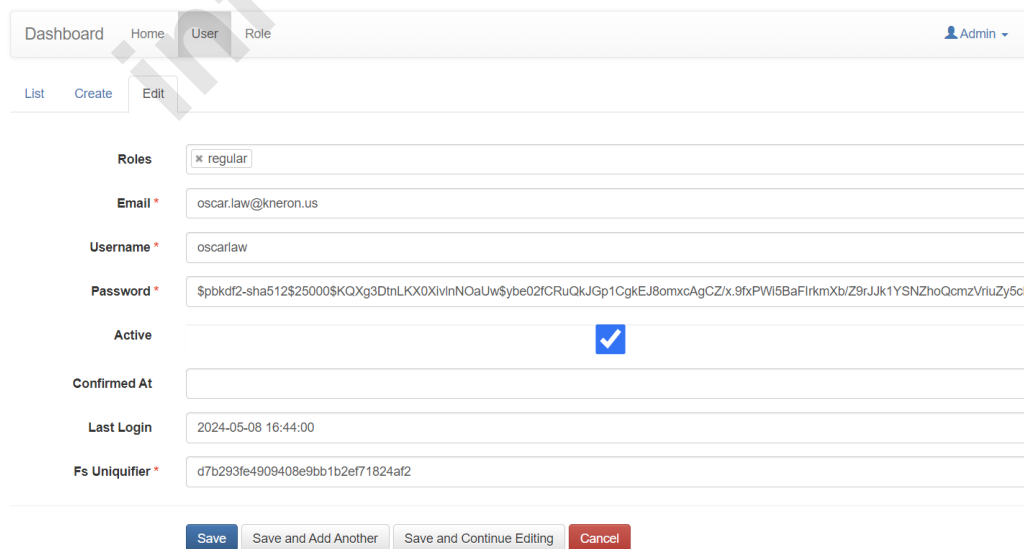 Dashboard Home User Role Admin
List Create Edit
Roles × regular
Email * oscar.law@kneron.us
Username * oscarlaw
Password * $pbkdf2-sha512$25000$KQXg3DtnLKX0XivlnNOaUw$ybe02fCRuQkJGp1CgkEJ8omxcAgCZ/x.9fxPWi5BaFIrkmXb/Z9rJJk1YSNZhoQcmzVriuZy5c
Active
Confirmed At
Last Login 2024-05-08 16:44:00
Fs Uniquifier * d7b293fe4909408e9bb1b2ef71824af2
Save Save and Add Another Save and Continue Editing Cancel